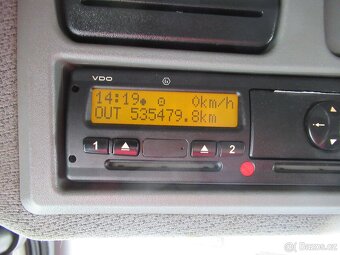 VDO
14:19 0km/h
OUT 535479.8km
1 2
Bazos.cz